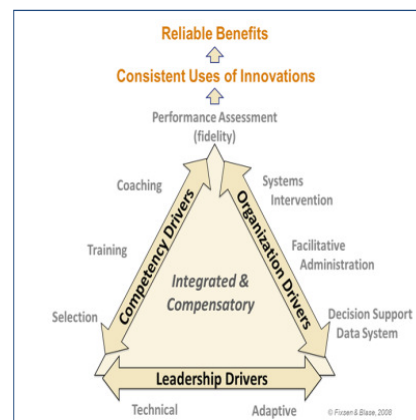 Reliable Benefits
Consistent Uses of Innovations
Performance Assessment
(fidelity)
Coaching
Training
Selection
Competency Drivers
Integrated &
Compensatory
Organization Drivers
Systems
Intervention
Facilitative
Administration
Decision Support
Data System
Leadership Drivers
Technical
Adaptive
© Fixsen & Blase, 2008